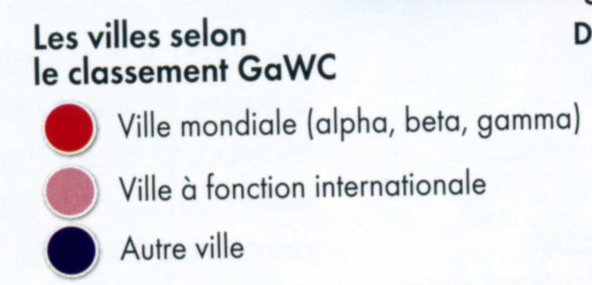 Les villes selon
le classement GaWC
D
Ville mondiale (alpha, beta, gamma)
Ville à fonction internationale
Autre ville